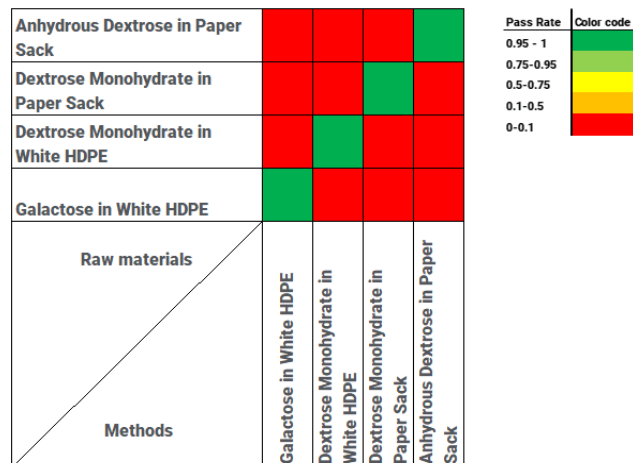 Anhydrous Dextrose in Paper
Sack
Dextrose Monohydrate in
Paper Sack
Dextrose Monohydrate in
White HDPE
Galactose in White HDPE
Raw materials
Methods
Galactose in White HDPE
Dextrose Monohydrate in
White HDPE
Dextrose Monohydrate in
Paper Sack
Anhydrous Dextrose in Paper
Sack
Pass Rate Color code
0.95 - 1
0.75-0.95
0.5-0.75
0.1-0.5
0-0.1